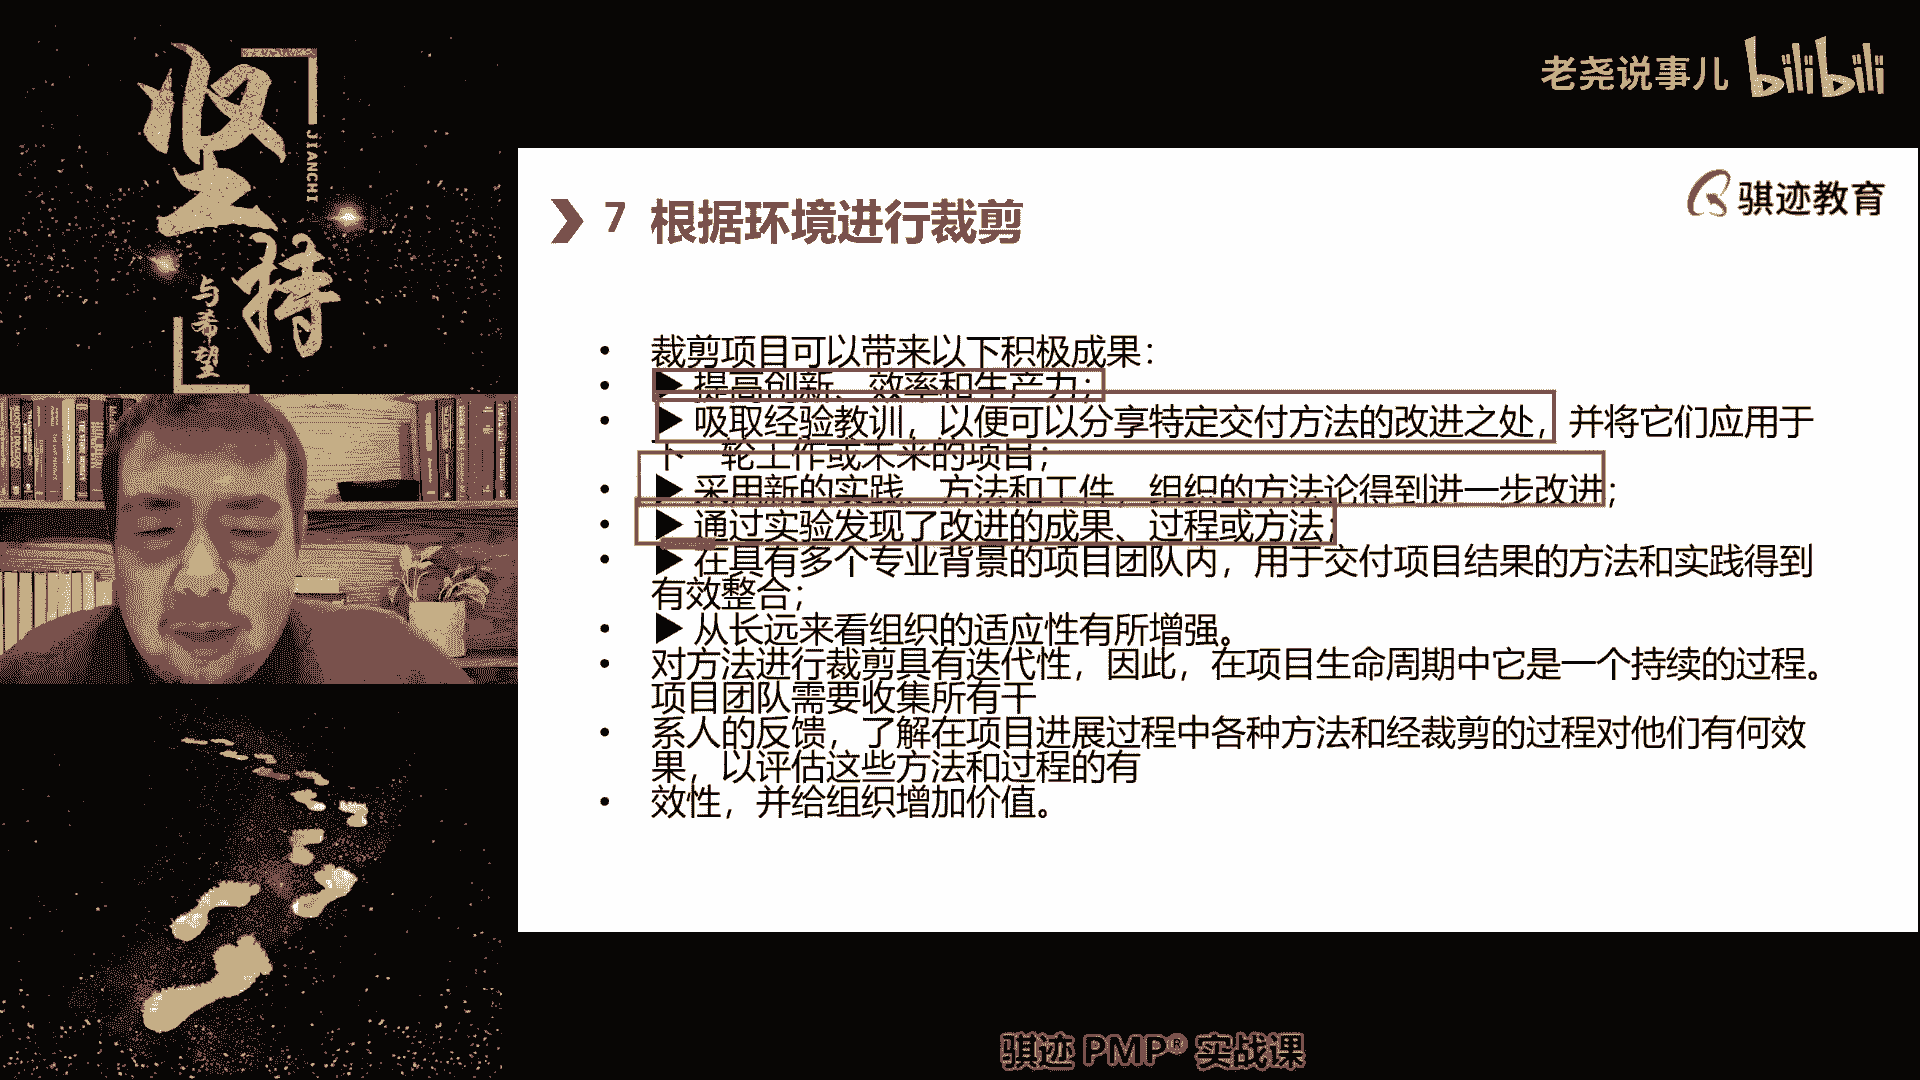 坚持
JIANCHI
与希望
老尧说事儿 bilibili
骐迹教育
7 根据环境进行裁剪
• 裁剪项目可以带来以下积极成果：
• ▶ 提高创新、效率和生产力；
• ▶ 吸取经验教训，以便可以分享特定交付方法的改进之处，并将它们应用于
下一轮工作或未来的项目；
• ▶ 采用新的实践、方法和工件，组织的方法论得到进一步改进；
• ▶ 通过实验发现了改进的成果、过程或方法；
• ▶ 在具有多个专业背景的项目团队内，用于交付项目结果的方法和实践得到
有效整合；
• ▶ 从长远来看组织的适应性有所增强。
• 对方法进行裁剪具有迭代性，因此，在项目生命周期中它是一个持续的过程。
项目团队需要收集所有干
• 系人的反馈，了解在项目进展过程中各种方法和经裁剪的过程对他们有何效
果，以评估这些方法和过程的有
• 效性，并给组织增加价值。
骐迹 PMP® 实战课